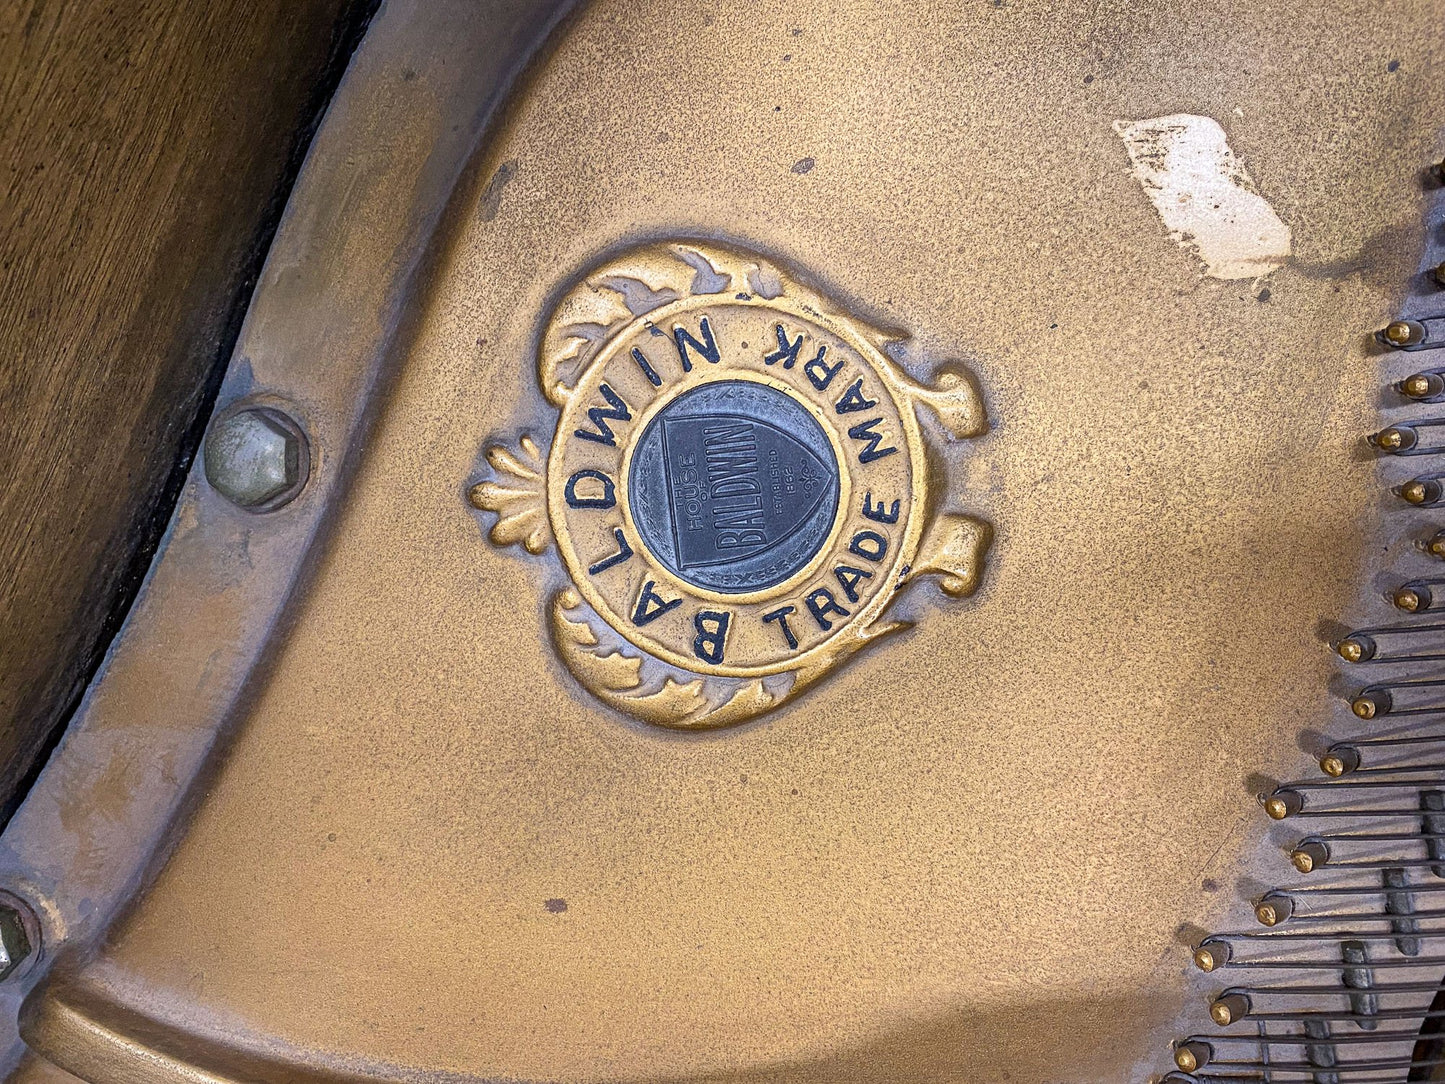 BALDWIN
TRADE MARK
THE
HOUSE
OF
BALDWIN
ESTABLISHED
1862